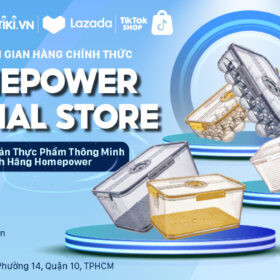 TIKI.VN | Lazada | TikTok SHOP
GIAN HÀNG CHÍNH THỨC
EPOWER
IAL STORE
án Thực Phẩm Thông Minh
h Hãng Homepower
Phường 14, Quận 10, TPHCM